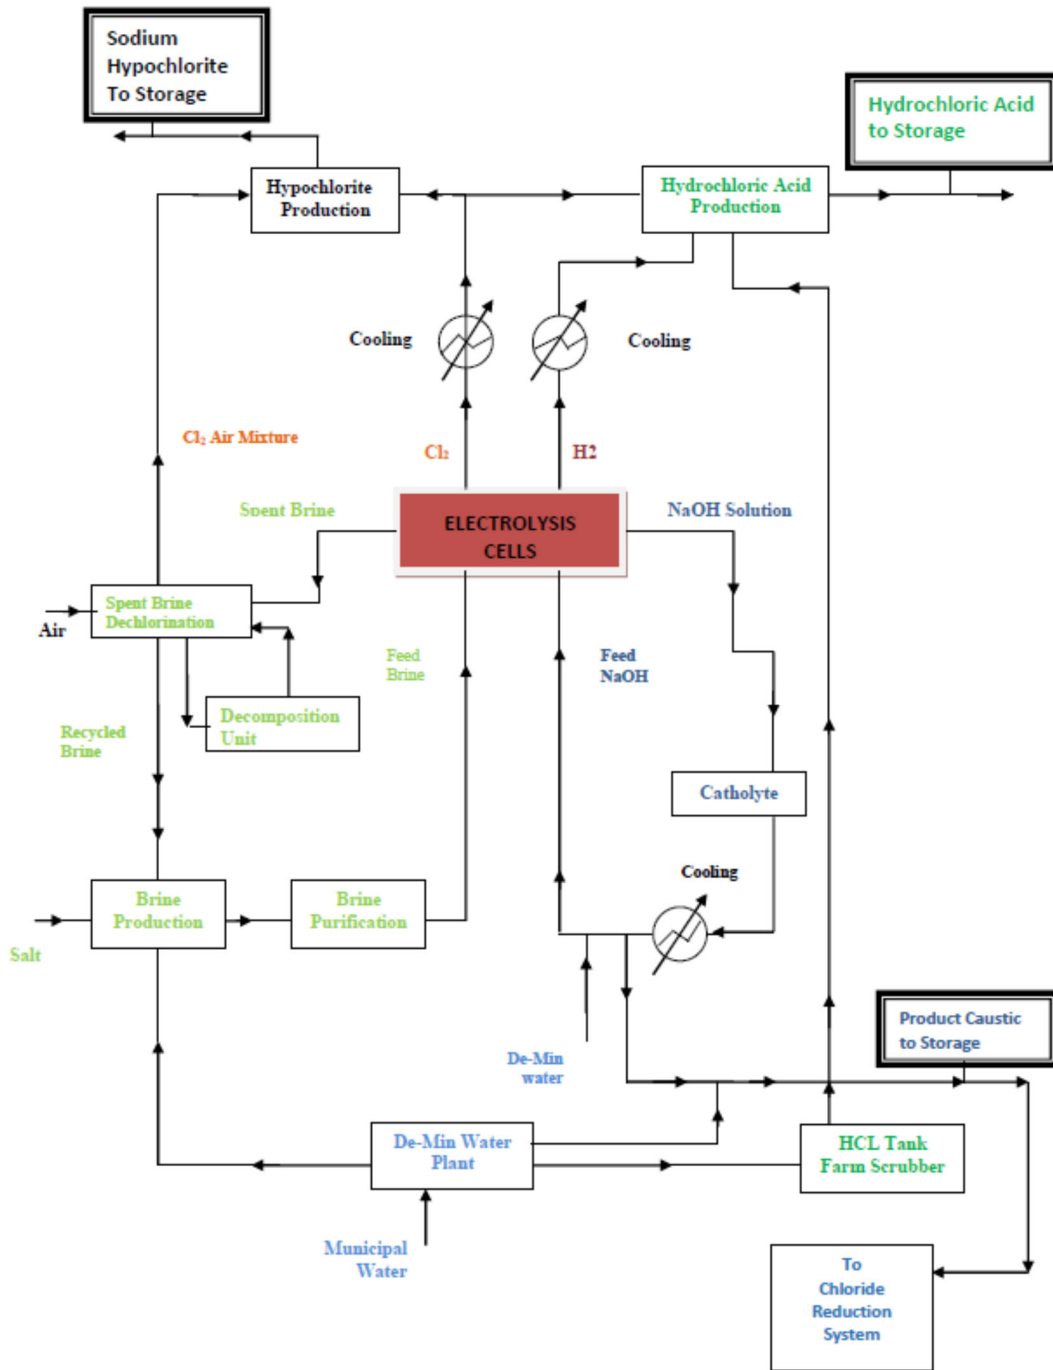 Sodium
Hypochlorite
To Storage
Hydrochloric Acid
to Storage
Hypochlorite
Production
Hydrochloric Acid
Production
Cooling
Cooling
Cl₂ Air Mixture
Cl₂
H2
Spent Brine
ELECTROLYSIS
CELLS
NaOH Solution
Spent Brine
Dechlorination
Air
Feed
Brine
Feed
NaOH
Decomposition
Unit
Recycled
Brine
Catholyte
Cooling
Brine
Production
Brine
Purification
Salt
Product Caustic
to Storage
De-Min
water
De-Min Water
Plant
HCL Tank
Farm Scrubber
Municipal
Water
To
Chloride
Reduction
System